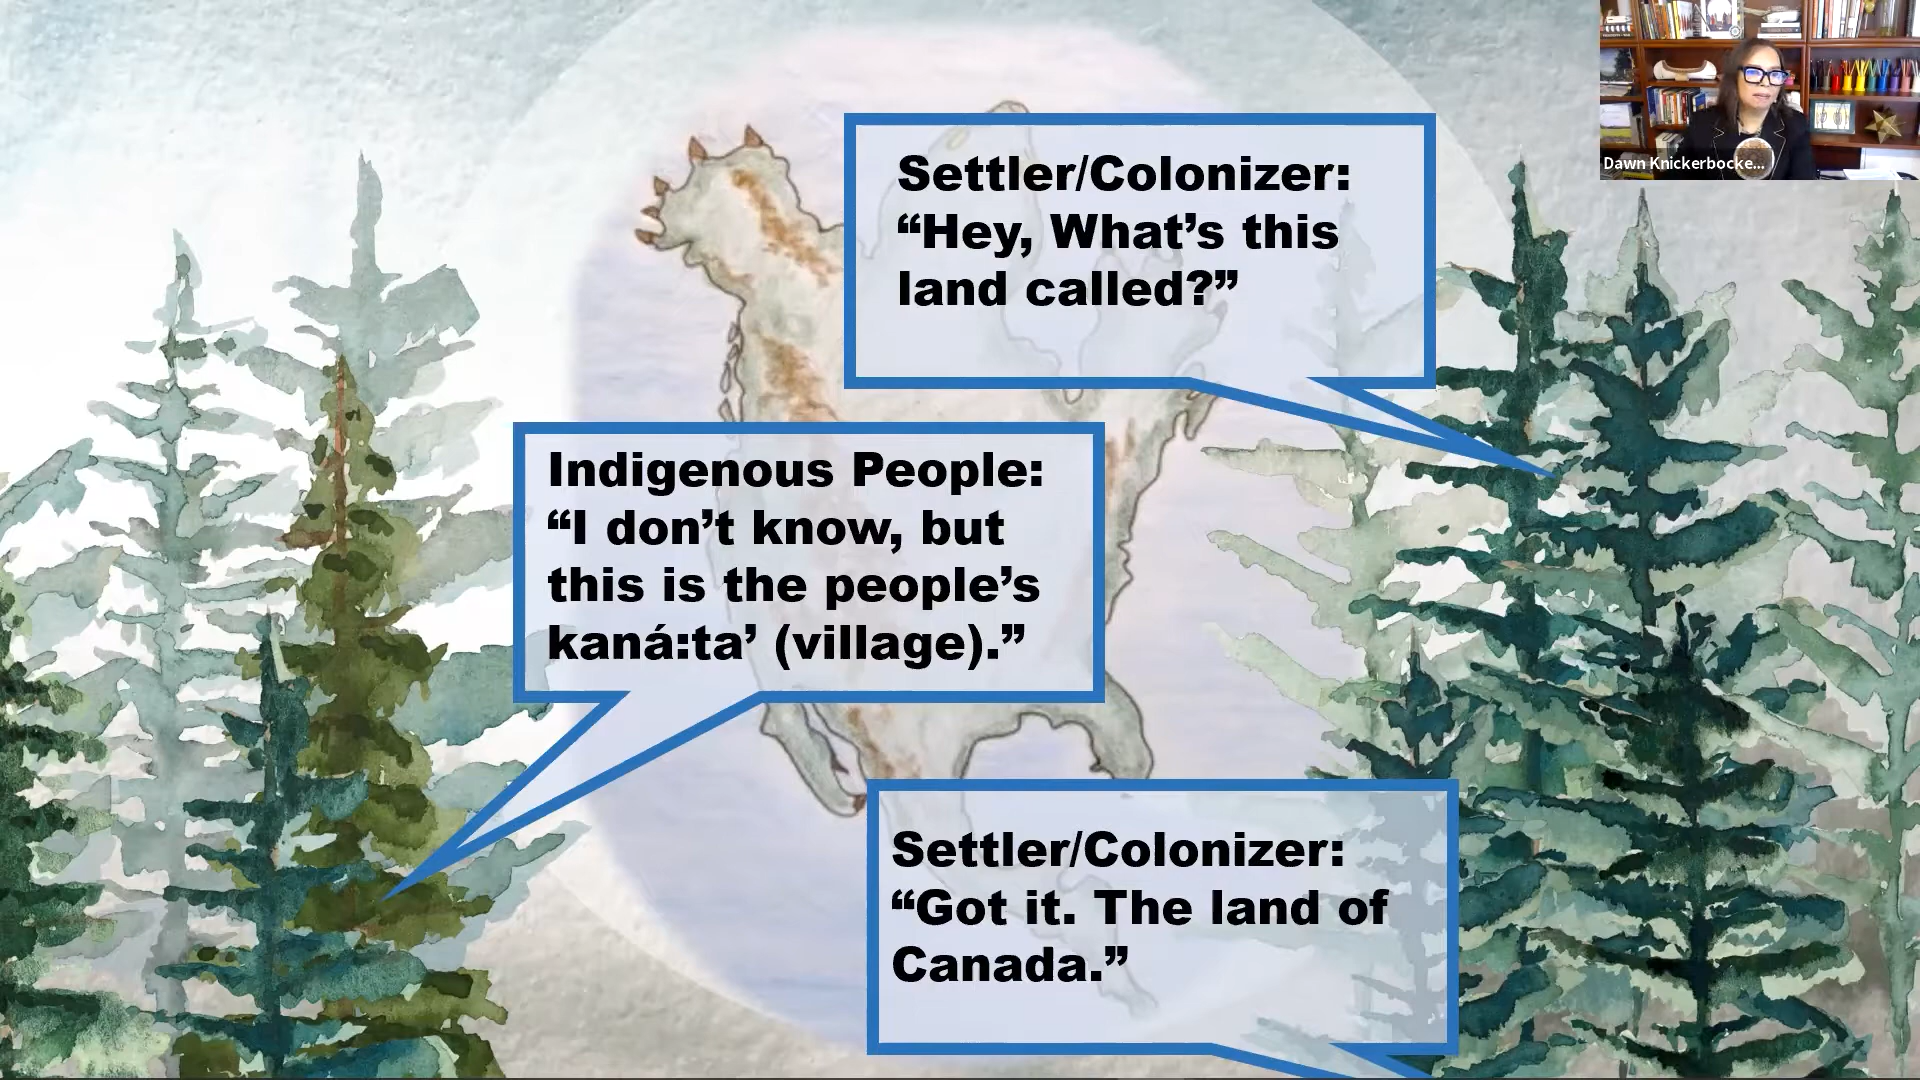 Settler/Colonizer:
“Hey, What’s this
land called?”
Indigenous People:
“I don’t know, but
this is the people’s
kaná:ta’ (village).”
Settler/Colonizer:
“Got it. The land of
Canada.”
Dawn Knickerbocke...